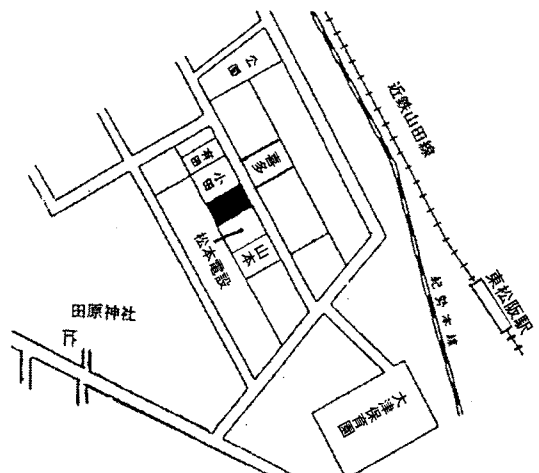 公園
近鉄山田線
喜多
有田
小田
山本
松本電設
紀勢本線
東松阪駅
田原神社
大津保育園